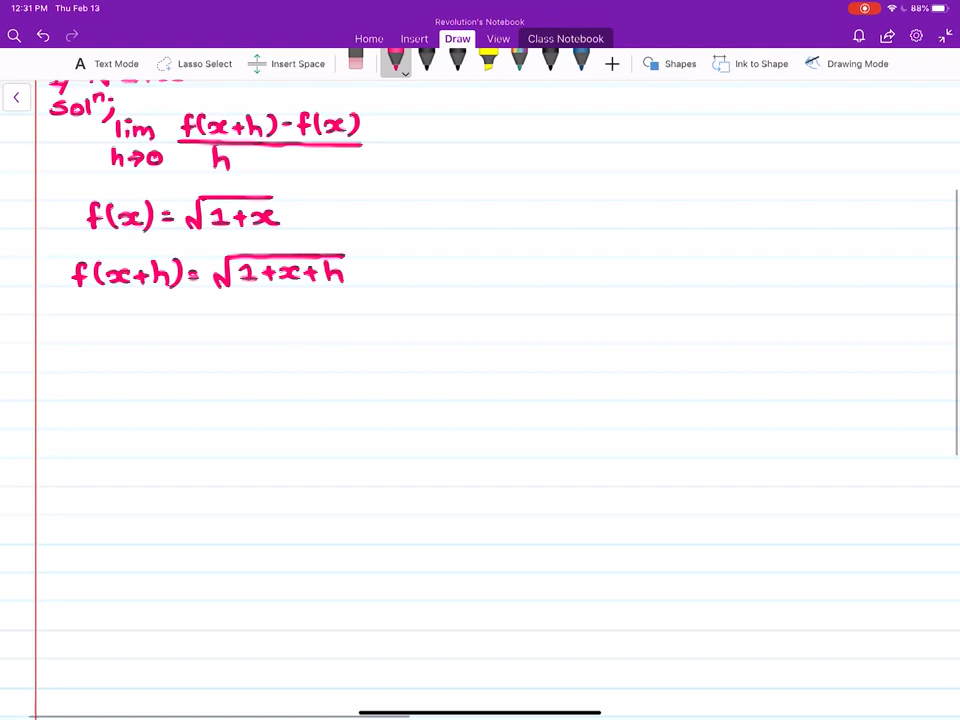 12:31 PM Thu Feb 13
88%
Revolution's Notebook
Home Insert Draw View Class Notebook
A Text Mode Lasso Select Insert Space Shapes Ink to Shape Drawing Mode
solⁿ;
lim f(x+h)-f(x)
h→0 h
f(x) = √1+x
f(x+h) = √1+x+h